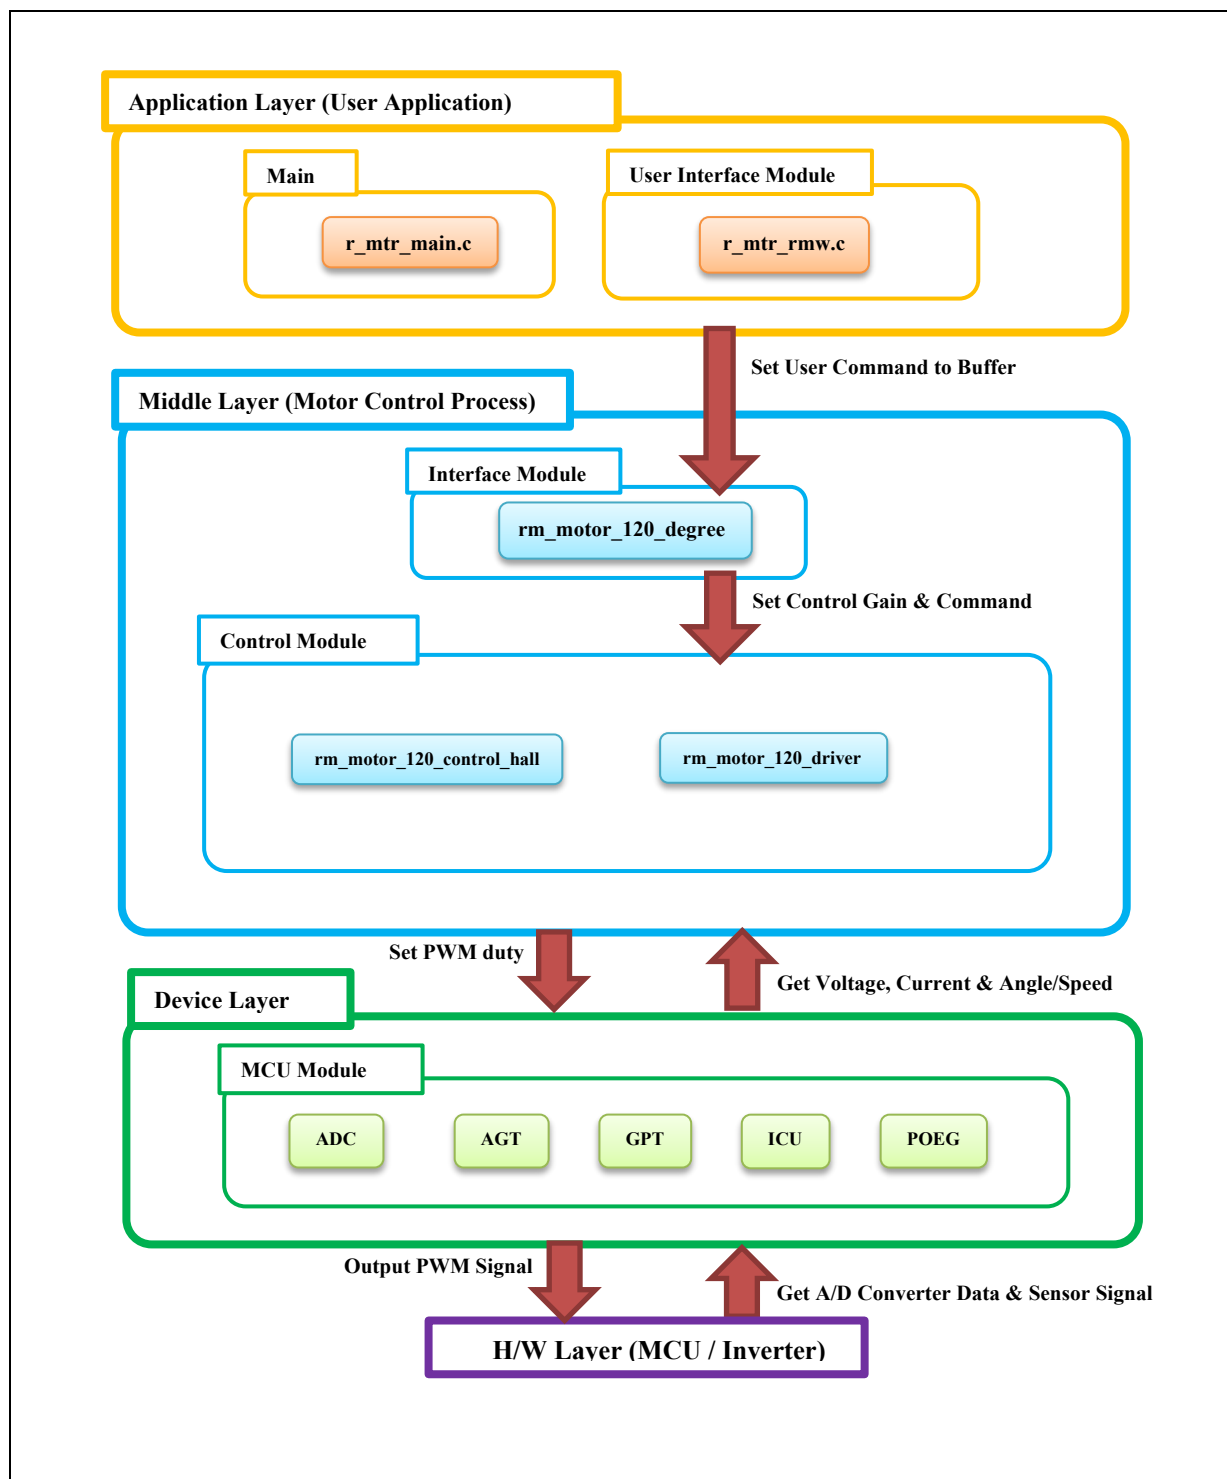 Application Layer (User Application)
Main
User Interface Module
r_mtr_main.c
r_mtr_rmw.c
Set User Command to Buffer
Middle Layer (Motor Control Process)
Interface Module
rm_motor_120_degree
Set Control Gain & Command
Control Module
rm_motor_120_control_hall
rm_motor_120_driver
Set PWM duty
Get Voltage, Current & Angle/Speed
Device Layer
MCU Module
ADC
AGT
GPT
ICU
POEG
Output PWM Signal
Get A/D Converter Data & Sensor Signal
H/W Layer (MCU / Inverter)